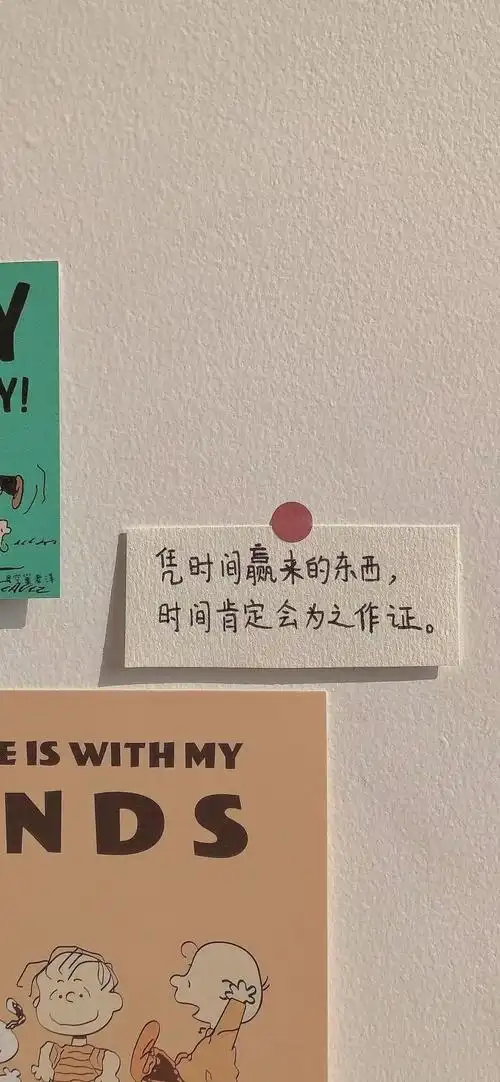 Y
Y!
凭时间赢来的东西，
时间肯定会为之作证。
E IS WITH MY
NDS